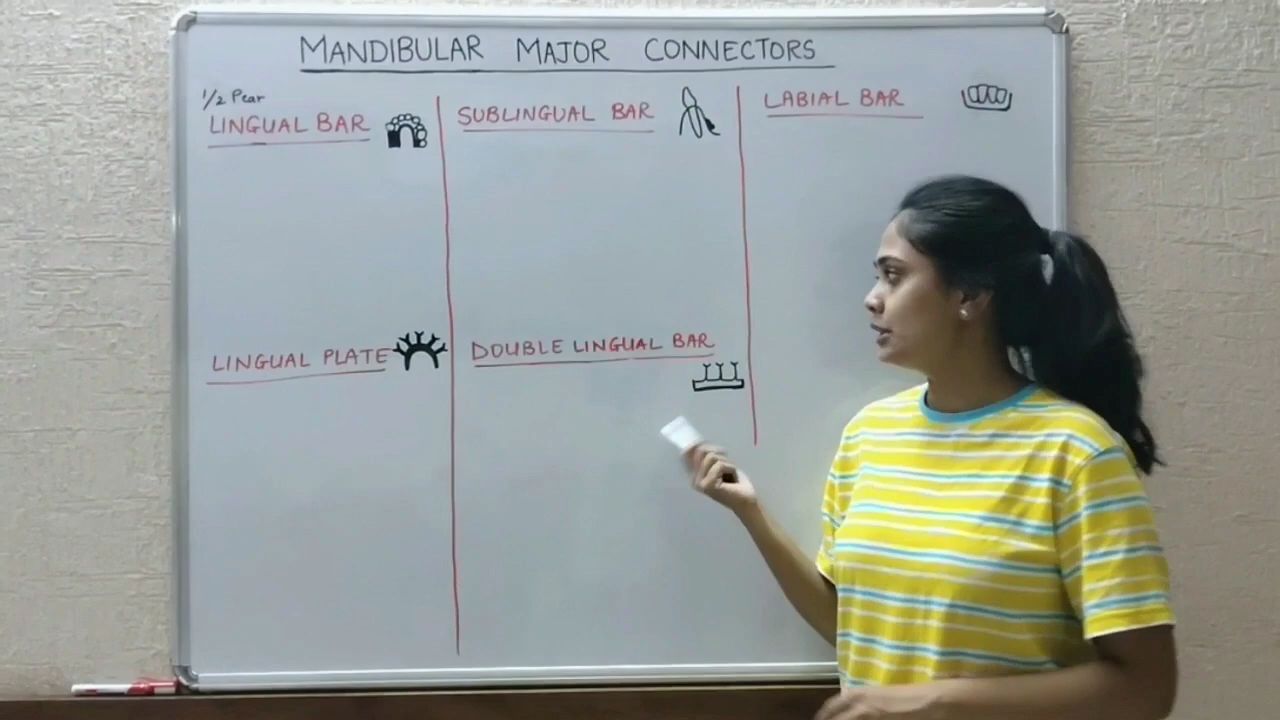 MANDIBULAR MAJOR CONNECTORS
1/2 Pear
LINGUAL BAR
SUBLINGUAL BAR
LABIAL BAR
LINGUAL PLATE
DOUBLE LINGUAL BAR